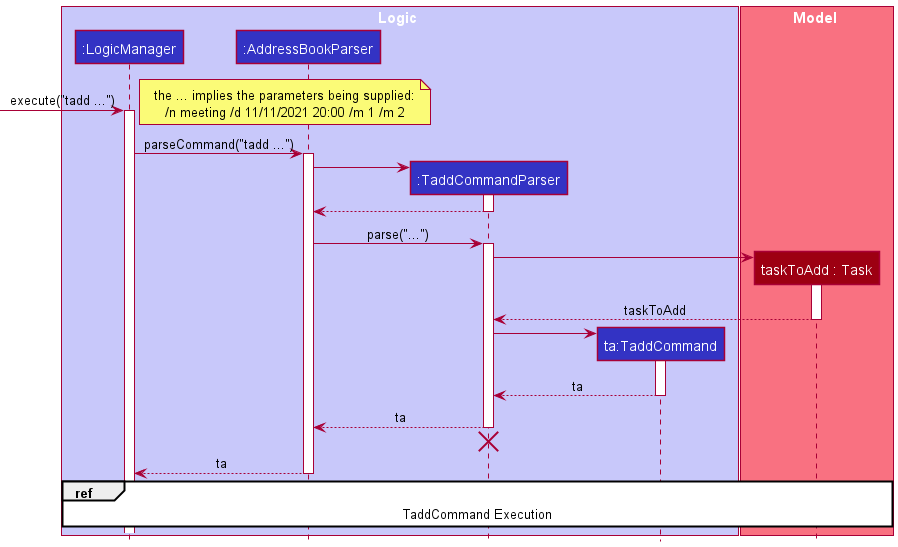 Logic
Model
:LogicManager
:AddressBookParser
execute("tadd ...")
the ... implies the parameters being supplied:
/n meeting /d 11/11/2021 20:00 /m 1 /m 2
parseCommand("tadd ...")
:TaddCommandParser
parse("...")
taskToAdd : Task
taskToAdd
ta:TaddCommand
ta
ta
ta
ref
TaddCommand Execution